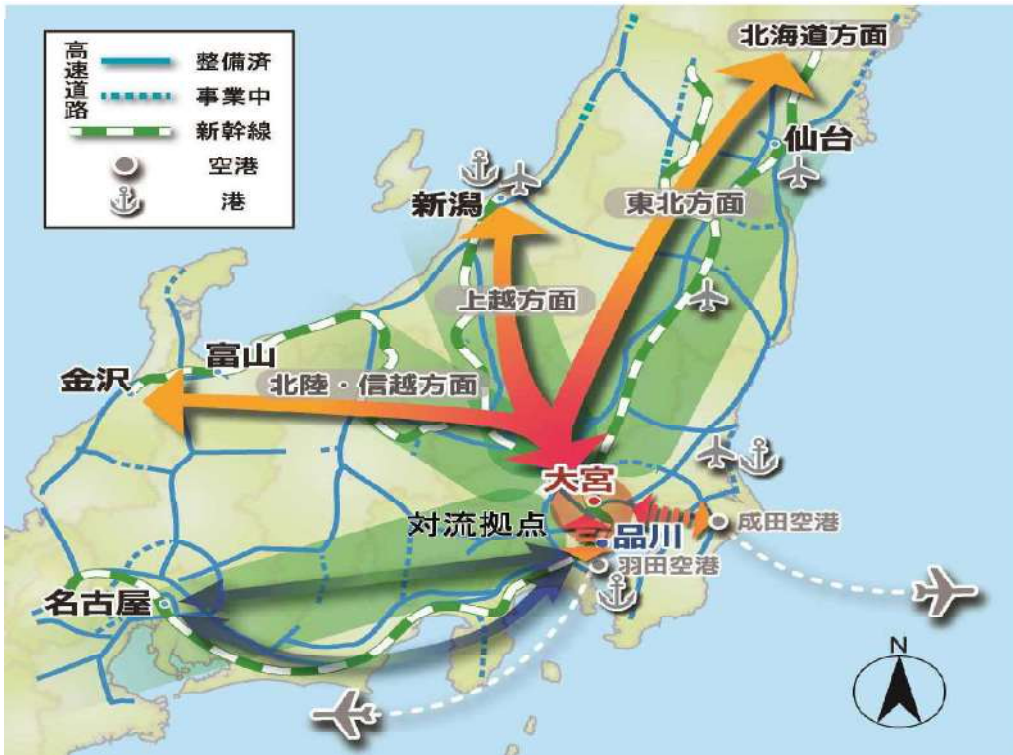 高速道路
整備済
事業中
新幹線
空港
港
北海道方面
仙台
新潟
東北方面
上越方面
富山
金沢
北陸・信越方面
大宮
対流拠点
品川
成田空港
羽田空港
名古屋
N